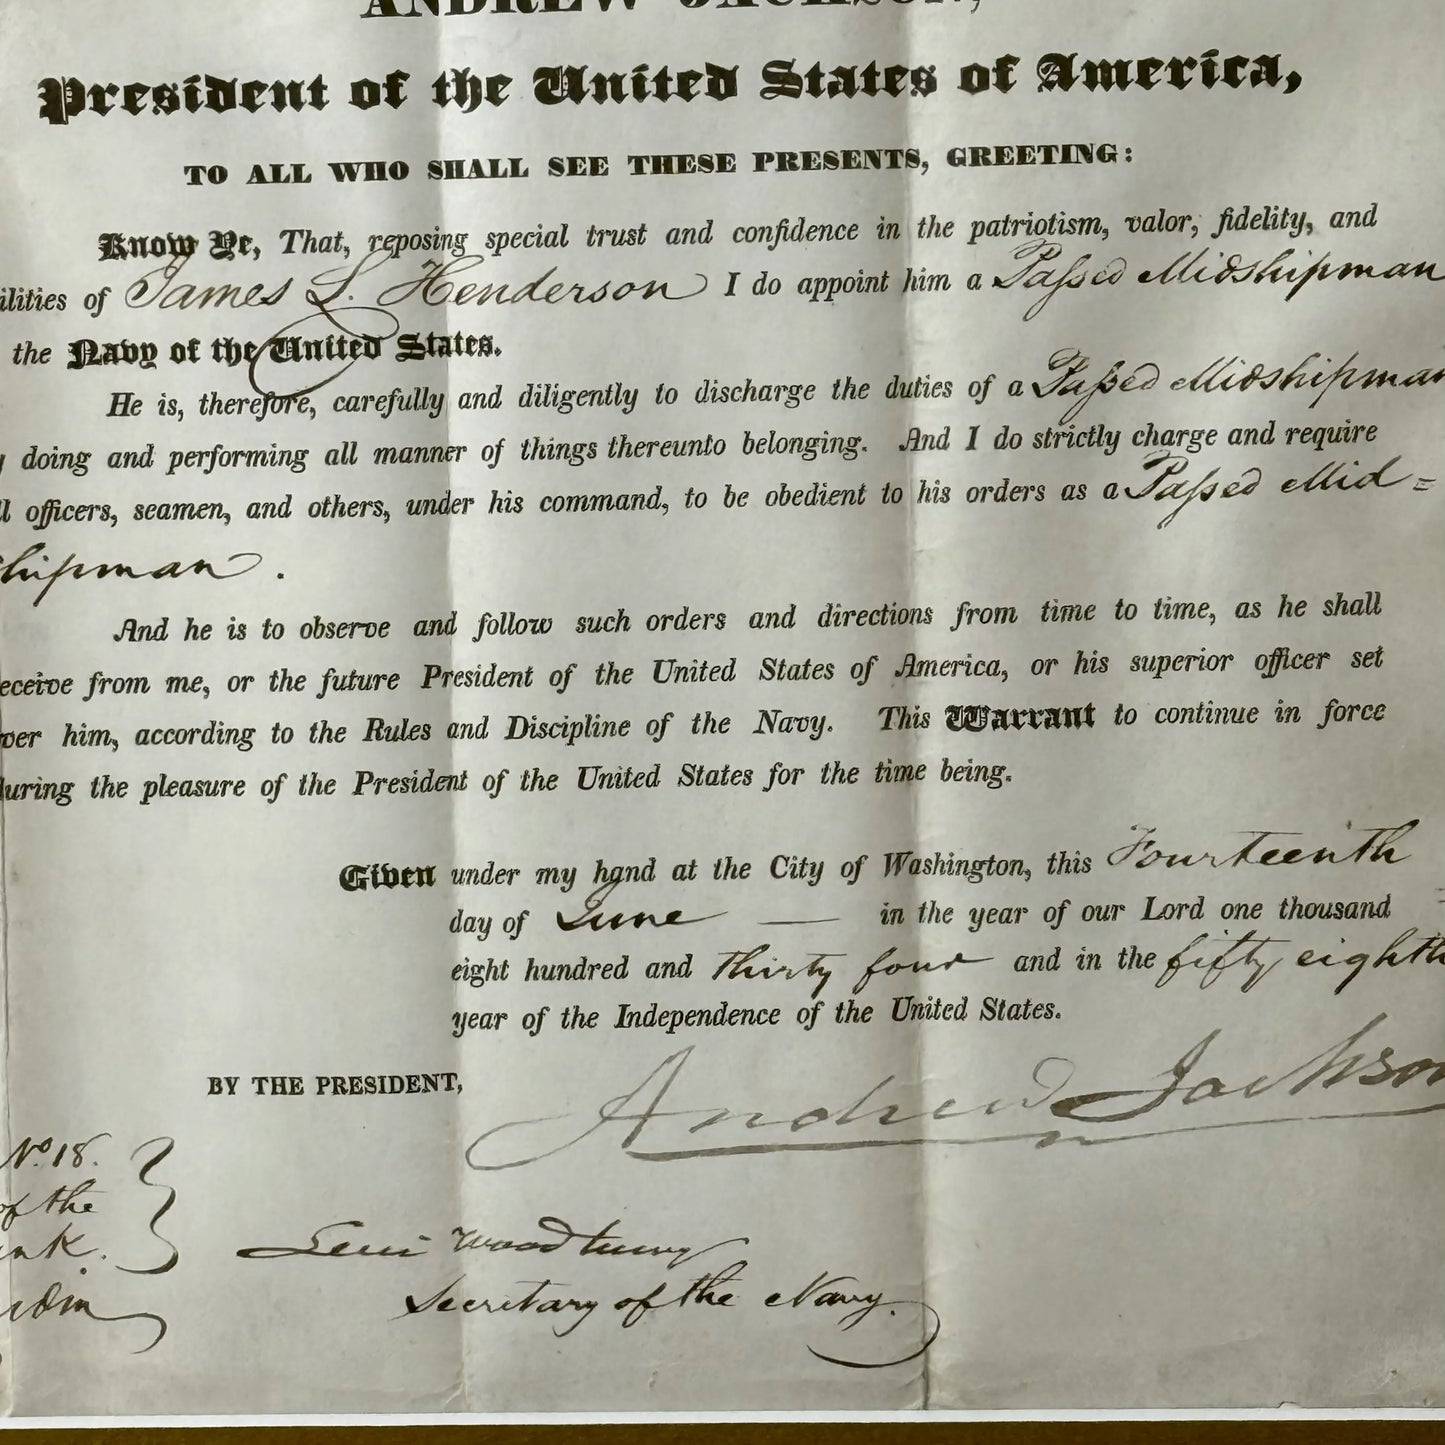 ANDREW JACKSON,
President of the United States of America,
TO ALL WHO SHALL SEE THESE PRESENTS, GREETING:
Know Ye, That, reposing special trust and confidence in the patriotism, valor, fidelity, and
ilities of James L. Henderson I do appoint him a Passed Midshipman
the Navy of the United States.
He is, therefore, carefully and diligently to discharge the duties of a Passed Midshipman
y doing and performing all manner of things thereunto belonging. And I do strictly charge and require
ll officers, seamen, and others, under his command, to be obedient to his orders as a Passed Mid=
shipman.
And he is to observe and follow such orders and directions from time to time, as he shall
eceive from me, or the future President of the United States of America, or his superior officer set
ver him, according to the Rules and Discipline of the Navy. This Warrant to continue in force
during the pleasure of the President of the United States for the time being.
Given under my hand at the City of Washington, this Fourteenth
day of June — in the year of our Lord one thousand
eight hundred and thirty four and in the fifty eighth
year of the Independence of the United States.
BY THE PRESIDENT,
Andrew Jackson
No 18.
of the
nk.
Levi Woodbury
Secretary of the Navy.